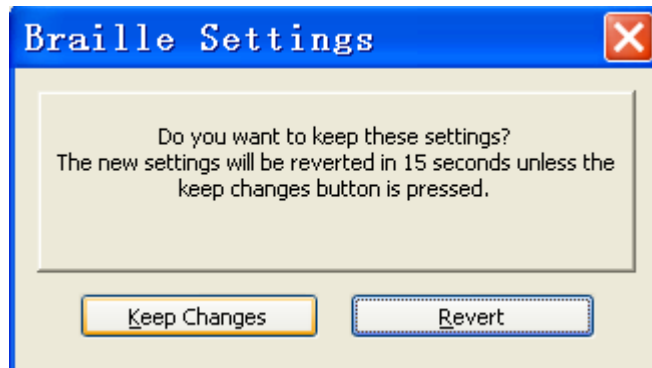 Braille Settings
Do you want to keep these settings?
The new settings will be reverted in 15 seconds unless the
keep changes button is pressed.
Keep Changes
Revert